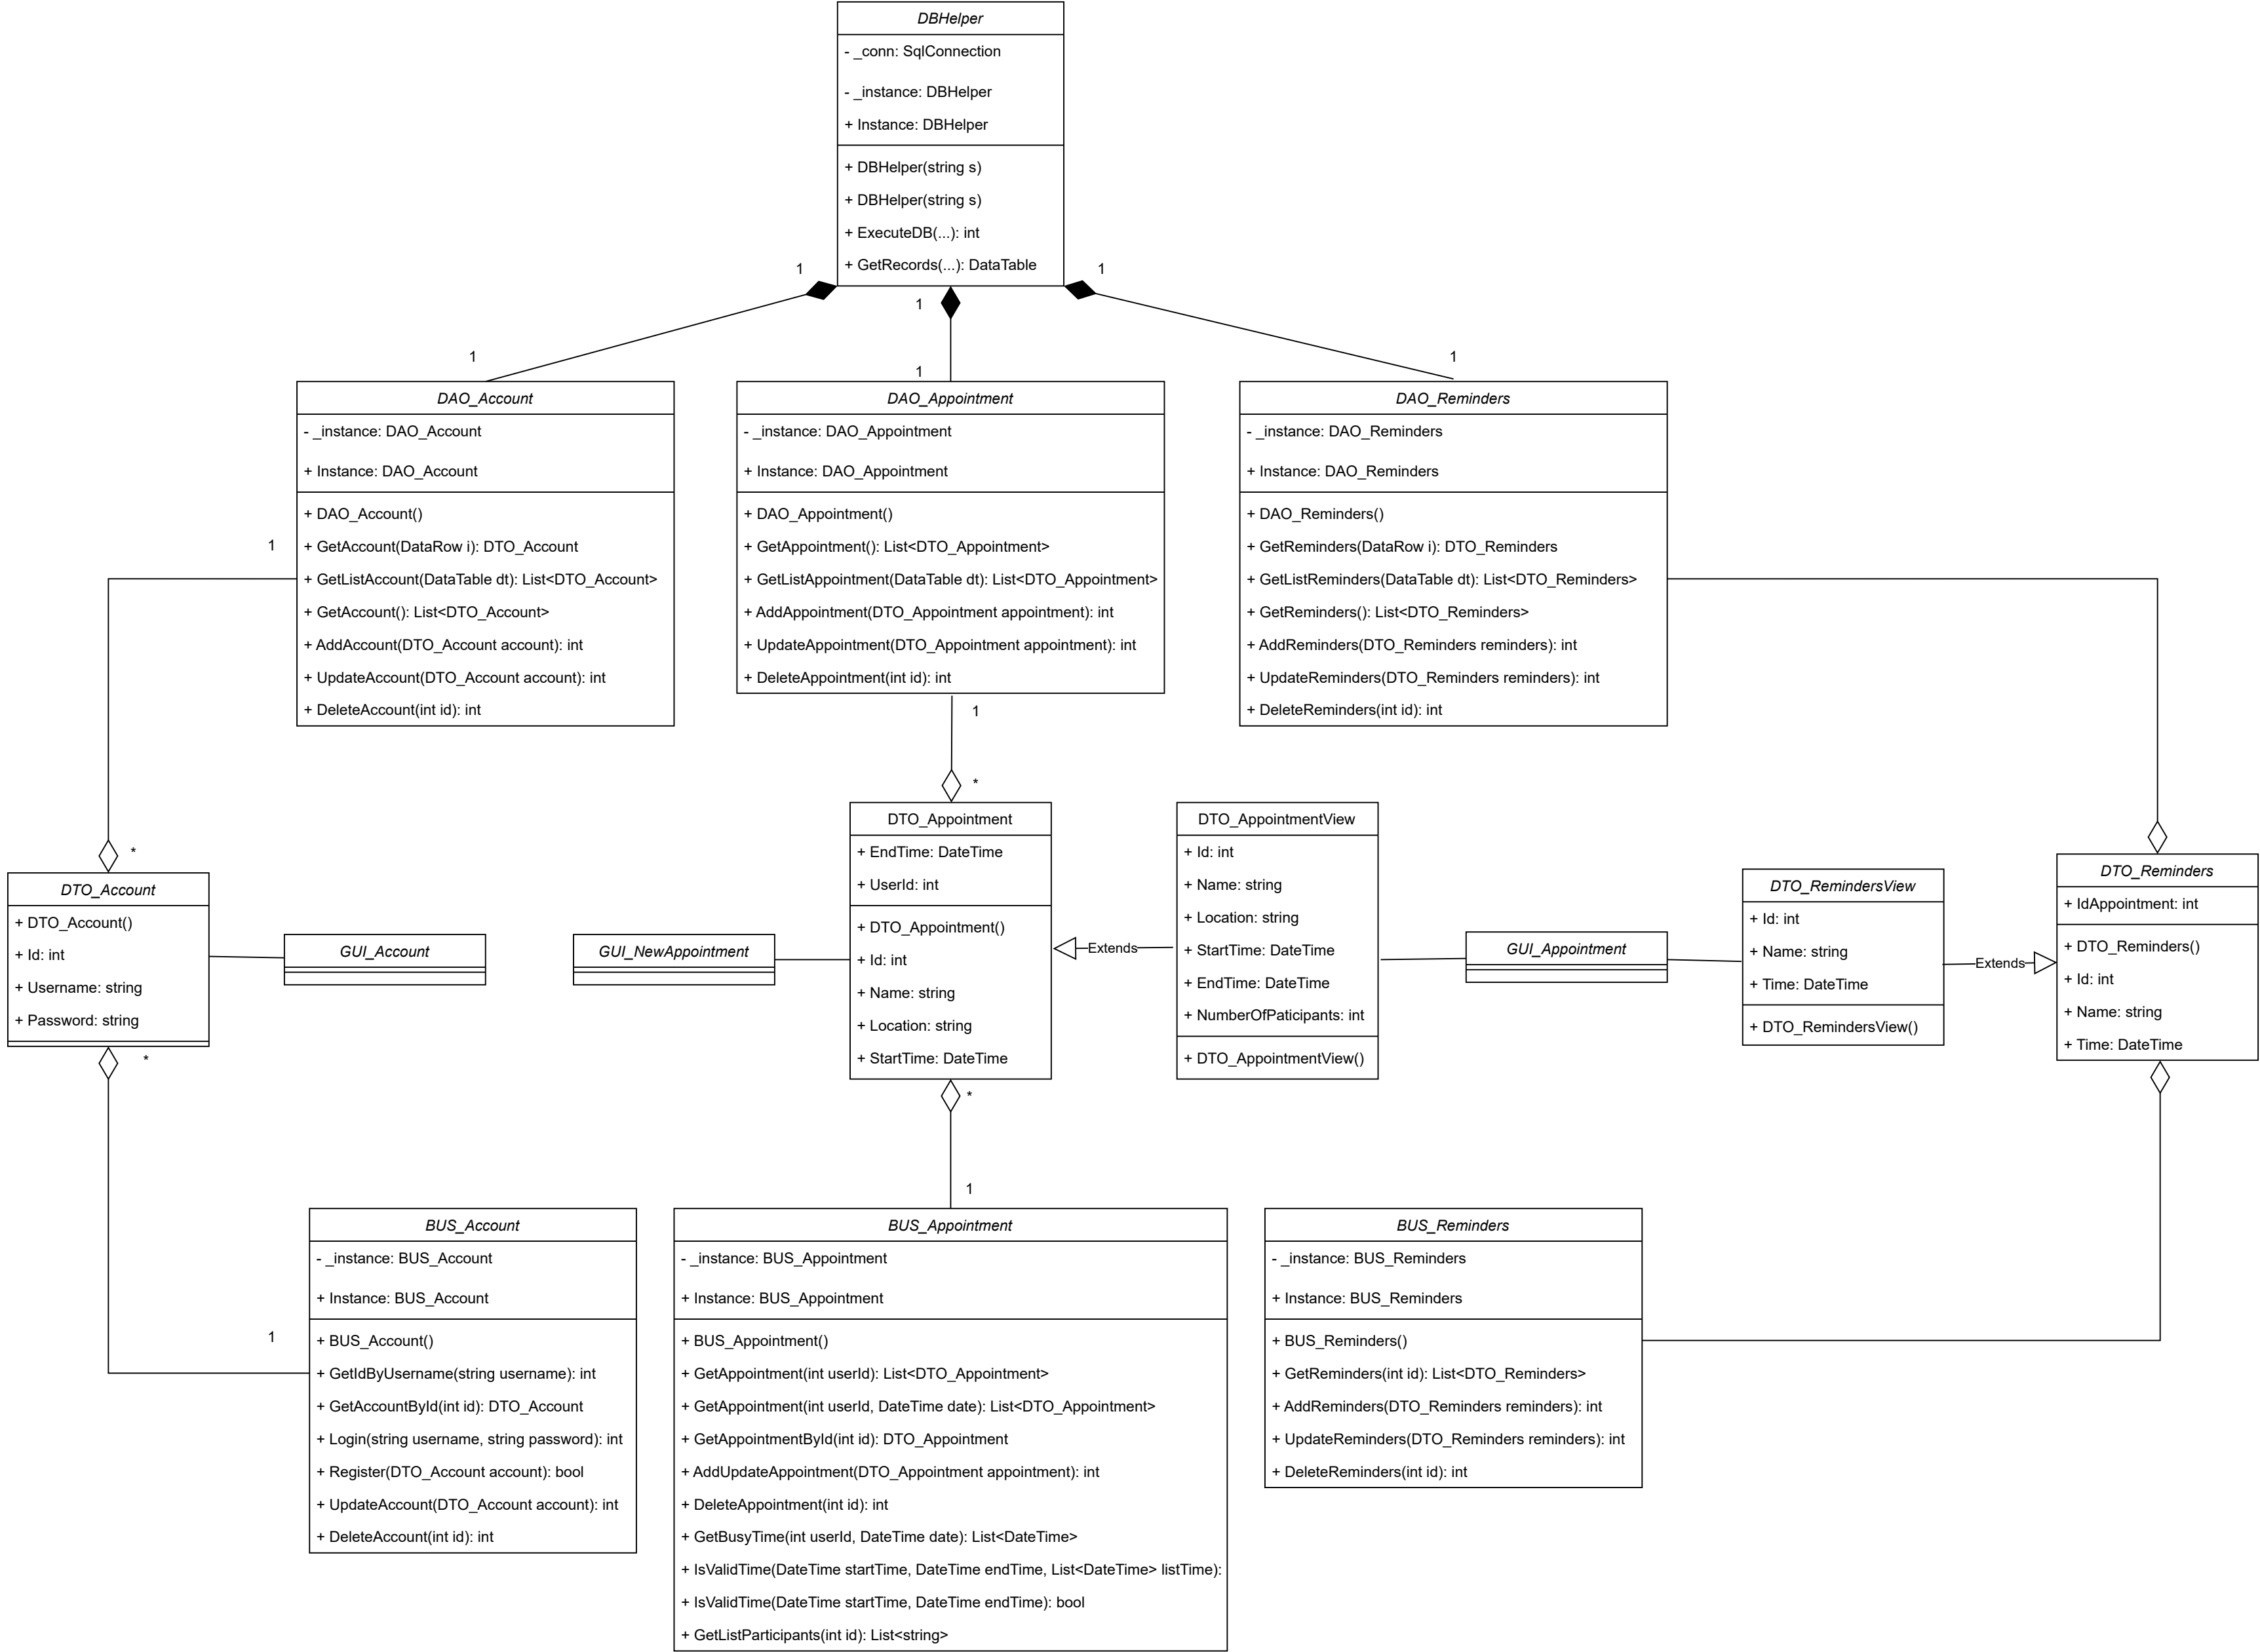 DBHelper
- _conn: SqlConnection
- _instance: DBHelper
+ Instance: DBHelper
+ DBHelper(string s)
+ DBHelper(string s)
+ ExecuteDB(...): int
+ GetRecords(...): DataTable
1
1
1
1
1
1
DAO_Account
- _instance: DAO_Account
+ Instance: DAO_Account
+ DAO_Account()
+ GetAccount(DataRow i): DTO_Account
+ GetListAccount(DataTable dt): List<DTO_Account>
+ GetAccount(): List<DTO_Account>
+ AddAccount(DTO_Account account): int
+ UpdateAccount(DTO_Account account): int
+ DeleteAccount(int id): int
DAO_Appointment
- _instance: DAO_Appointment
+ Instance: DAO_Appointment
+ DAO_Appointment()
+ GetAppointment(): List<DTO_Appointment>
+ GetListAppointment(DataTable dt): List<DTO_Appointment>
+ AddAppointment(DTO_Appointment appointment): int
+ UpdateAppointment(DTO_Appointment appointment): int
+ DeleteAppointment(int id): int
DAO_Reminders
- _instance: DAO_Reminders
+ Instance: DAO_Reminders
+ DAO_Reminders()
+ GetReminders(DataRow i): DTO_Reminders
+ GetListReminders(DataTable dt): List<DTO_Reminders>
+ GetReminders(): List<DTO_Reminders>
+ AddReminders(DTO_Reminders reminders): int
+ UpdateReminders(DTO_Reminders reminders): int
+ DeleteReminders(int id): int
1
1
*
*
DTO_Account
+ DTO_Account()
+ Id: int
+ Username: string
+ Password: string
GUI_Account
GUI_NewAppointment
DTO_Appointment
+ EndTime: DateTime
+ UserId: int
+ DTO_Appointment()
+ Id: int
+ Name: string
+ Location: string
+ StartTime: DateTime
Extends
DTO_AppointmentView
+ Id: int
+ Name: string
+ Location: string
+ StartTime: DateTime
+ EndTime: DateTime
+ NumberOfPaticipants: int
+ DTO_AppointmentView()
GUI_Appointment
DTO_RemindersView
+ Id: int
+ Name: string
+ Time: DateTime
+ DTO_RemindersView()
Extends
DTO_Reminders
+ IdAppointment: int
+ DTO_Reminders()
+ Id: int
+ Name: string
+ Time: DateTime
*
*
1
1
BUS_Account
- _instance: BUS_Account
+ Instance: BUS_Account
+ BUS_Account()
+ GetIdByUsername(string username): int
+ GetAccountById(int id): DTO_Account
+ Login(string username, string password): int
+ Register(DTO_Account account): bool
+ UpdateAccount(DTO_Account account): int
+ DeleteAccount(int id): int
BUS_Appointment
- _instance: BUS_Appointment
+ Instance: BUS_Appointment
+ BUS_Appointment()
+ GetAppointment(int userId): List<DTO_Appointment>
+ GetAppointment(int userId, DateTime date): List<DTO_Appointment>
+ GetAppointmentById(int id): DTO_Appointment
+ AddUpdateAppointment(DTO_Appointment appointment): int
+ DeleteAppointment(int id): int
+ GetBusyTime(int userId, DateTime date): List<DateTime>
+ IsValidTime(DateTime startTime, DateTime endTime, List<DateTime> listTime):
+ IsValidTime(DateTime startTime, DateTime endTime): bool
+ GetListParticipants(int id): List<string>
BUS_Reminders
- _instance: BUS_Reminders
+ Instance: BUS_Reminders
+ BUS_Reminders()
+ GetReminders(int id): List<DTO_Reminders>
+ AddReminders(DTO_Reminders reminders): int
+ UpdateReminders(DTO_Reminders reminders): int
+ DeleteReminders(int id): int